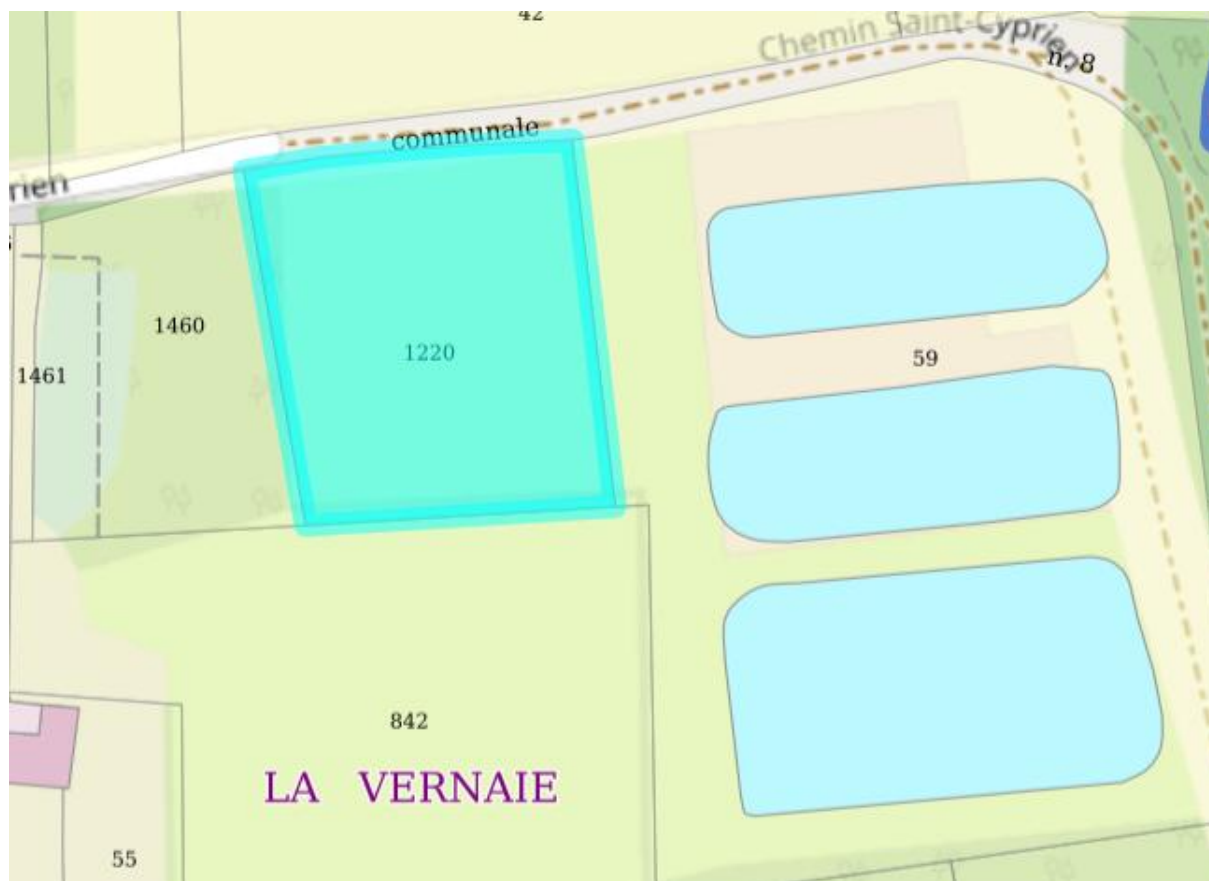 42
Chemin Saint-Cyprien
n. 8
communale
rien
1460
1220
59
1461
842
LA VERNAIE
55